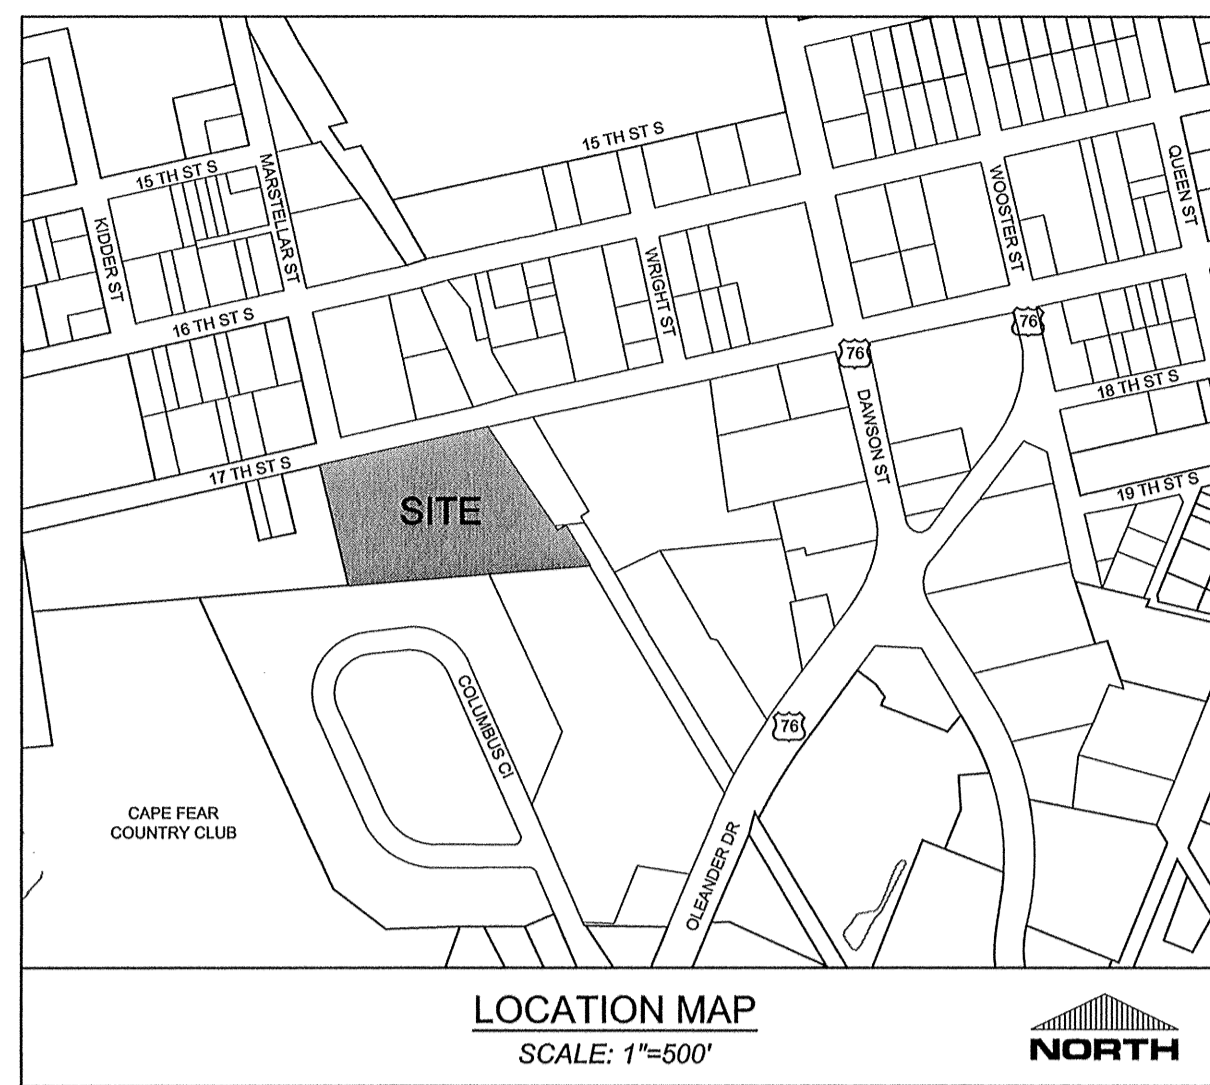 15 TH ST S
15 TH ST S
MARSTELLAR ST
QUEEN ST
WOOSTER ST
KIDDER ST
WRIGHT ST
16 TH ST S
76
76
18 TH ST S
DAWSON ST
17 TH ST S
19 TH ST S
SITE
COLUMBUS CI
76
CAPE FEAR
COUNTRY CLUB
OLEANDER DR
LOCATION MAP
SCALE: 1"=500'
NORTH